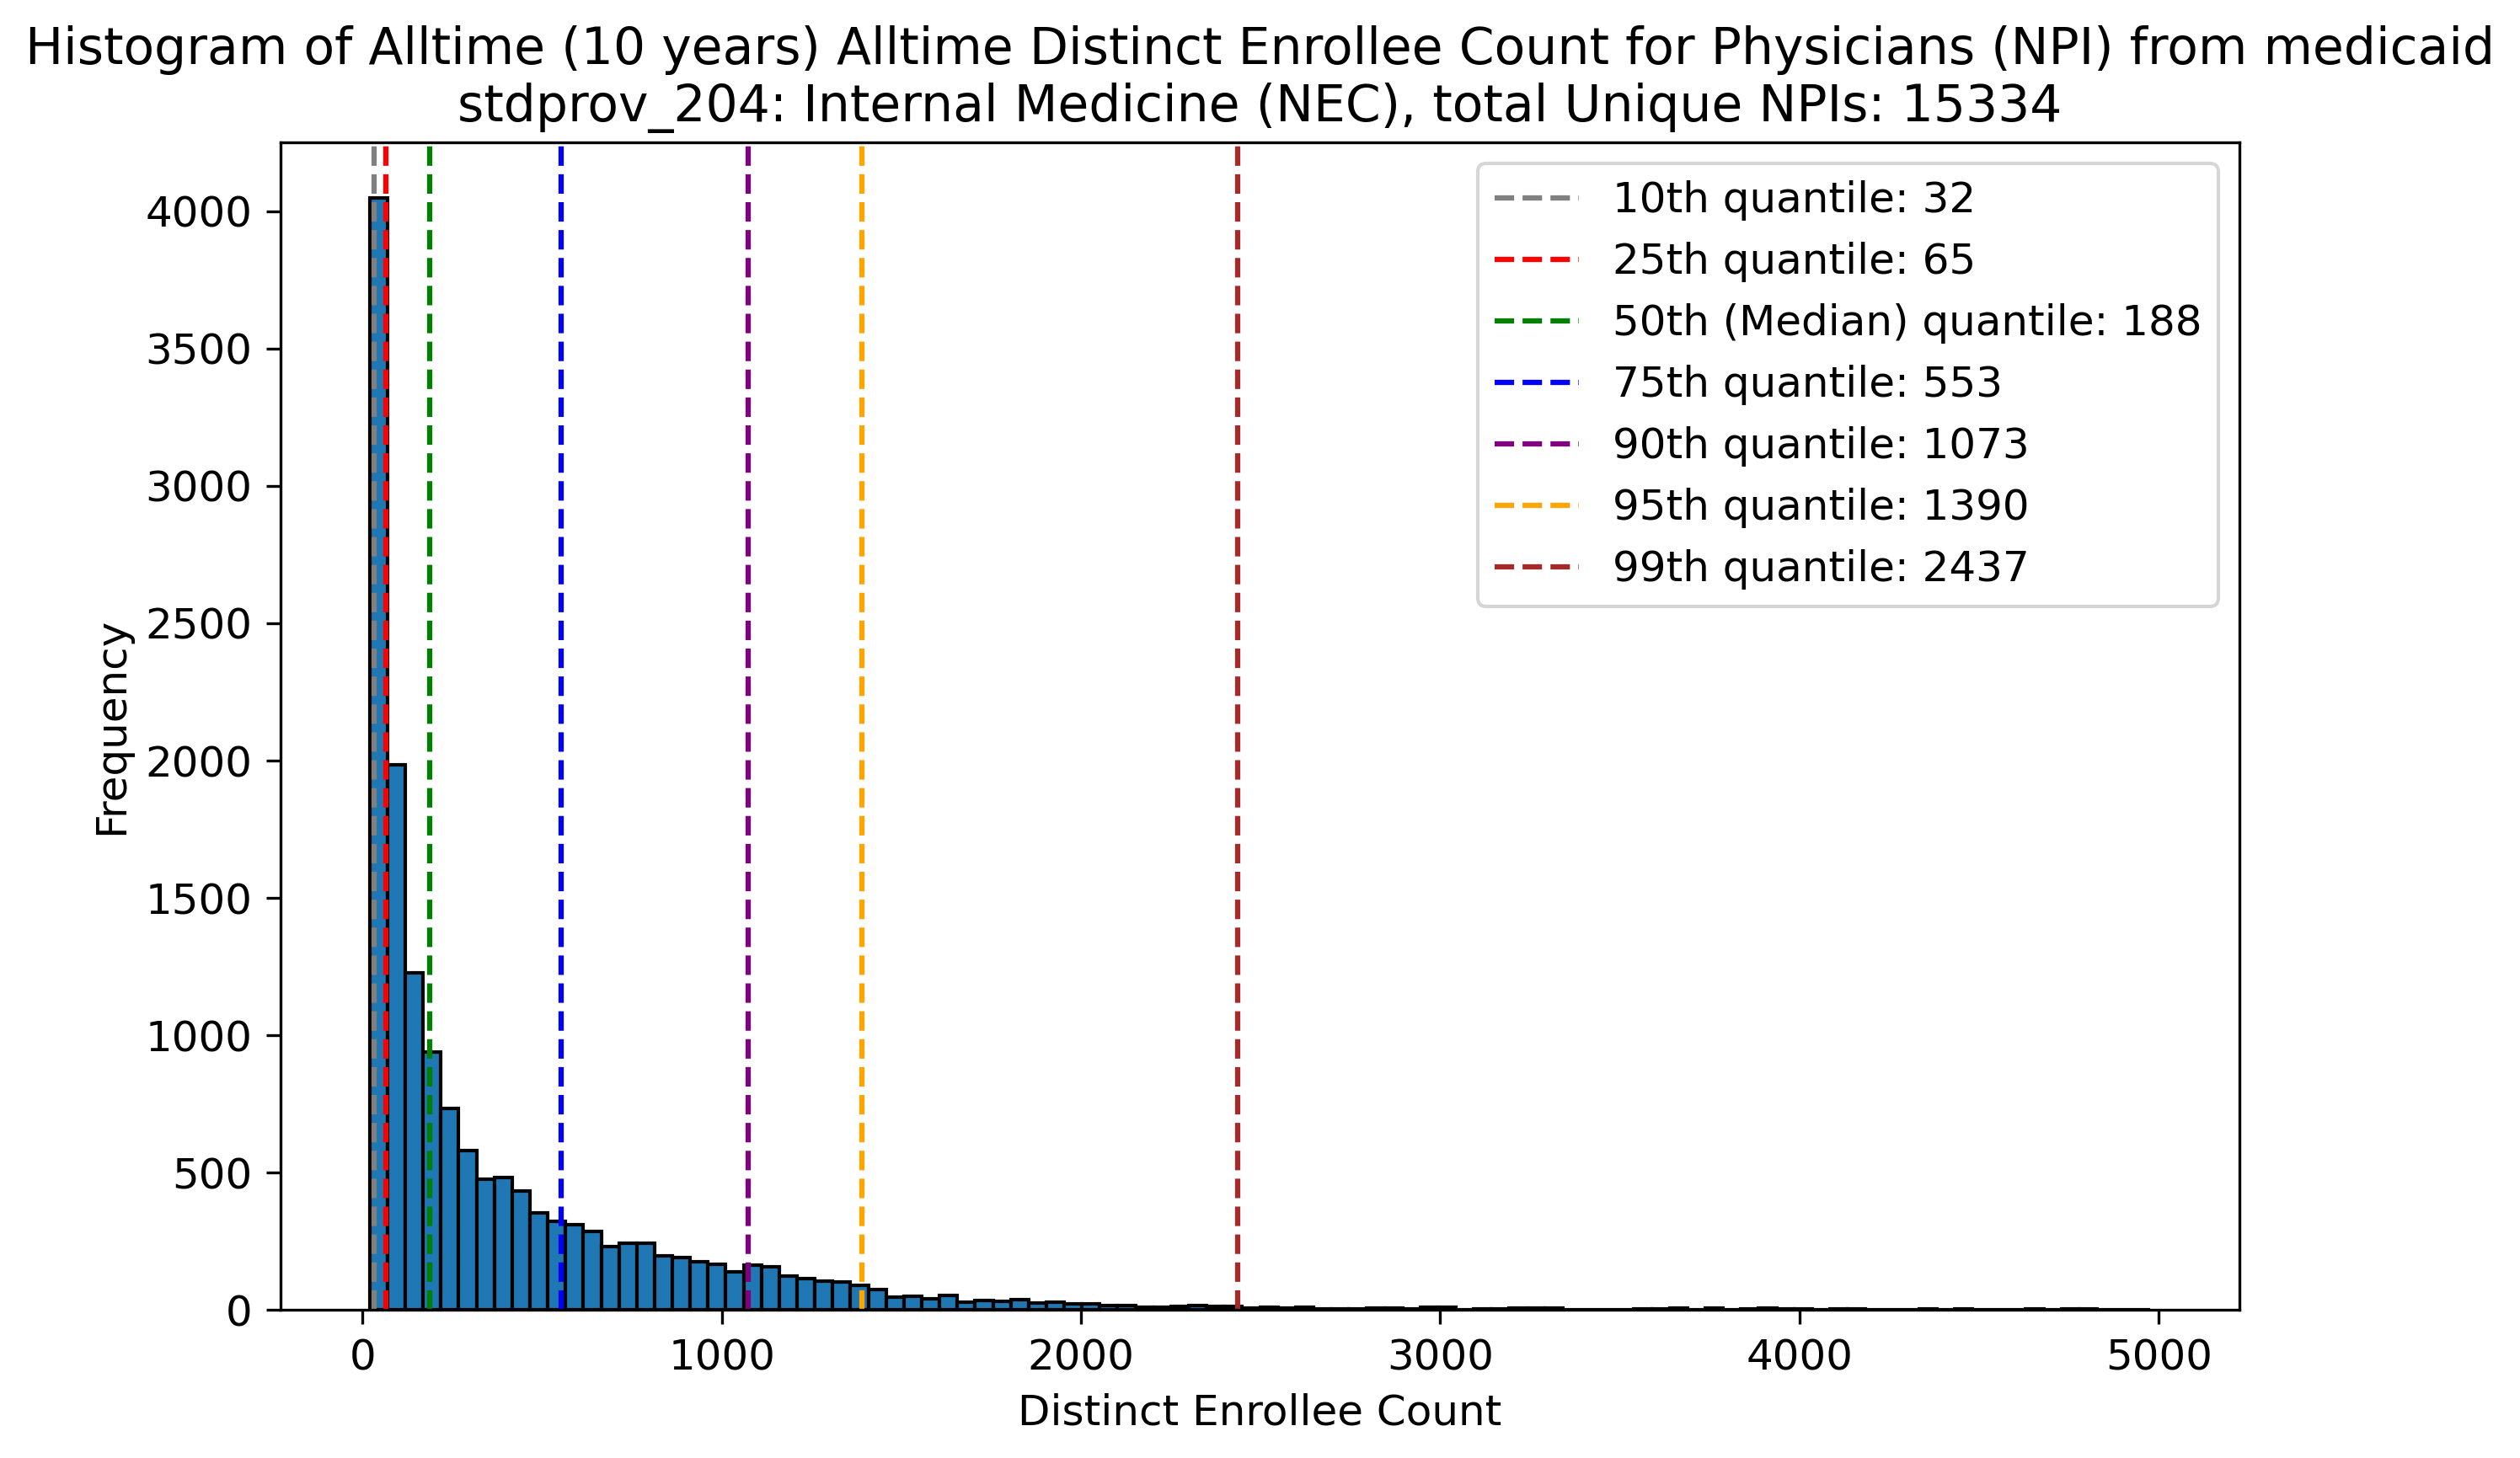 Histogram of Alltime (10 years) Alltime Distinct Enrollee Count for Physicians (NPI) from medicaid
stdprov_204: Internal Medicine (NEC), total Unique NPIs: 15334
10th quantile: 32
25th quantile: 65
50th (Median) quantile: 188
75th quantile: 553
90th quantile: 1073
95th quantile: 1390
99th quantile: 2437
Frequency
4000
3500
3000
2500
2000
1500
1000
500
0
0 1000 2000 3000 4000 5000
Distinct Enrollee Count